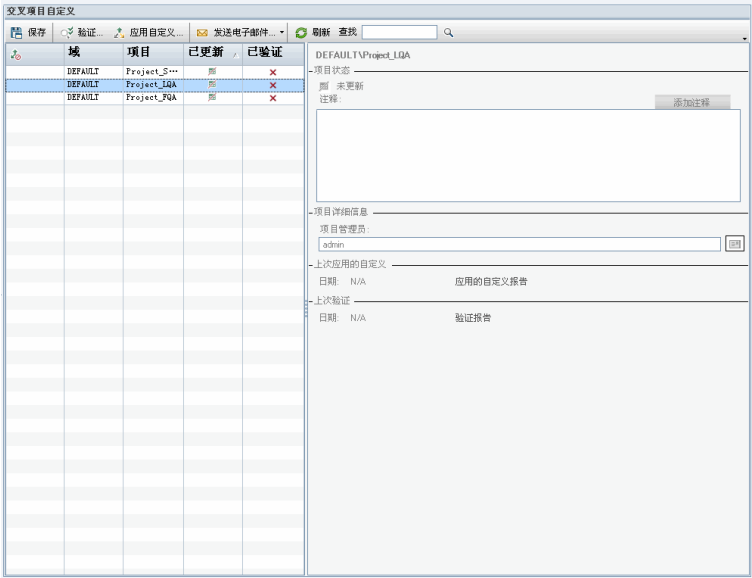 交叉项目自定义
保存 验证... 应用自定义... 发送电子邮件... 刷新 查找
域 项目 已更新 已验证
DEFAULT Project_S...
DEFAULT Project_LQA
DEFAULT Project_FQA
DEFAULT\Project_LQA
项目状态
未更新
注释:
添加注释
项目详细信息
项目管理员:
admin
上次应用的自定义
日期: N/A 应用的自定义报告
上次验证
日期: N/A 验证报告